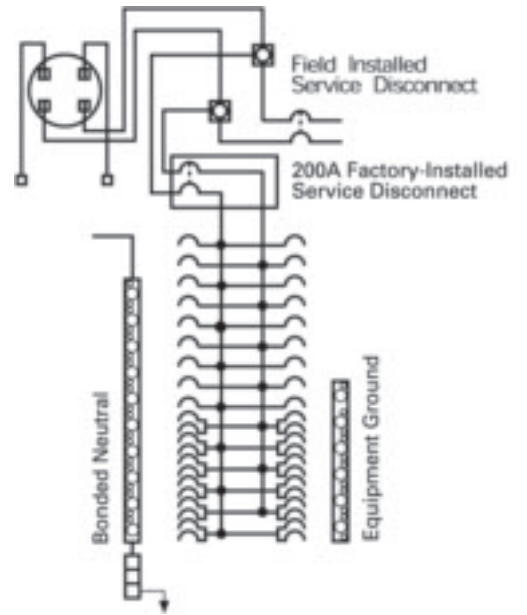 Field Installed
Service Disconnect
200A Factory-Installed
Service Disconnect
Bonded Neutral
Equipment Ground